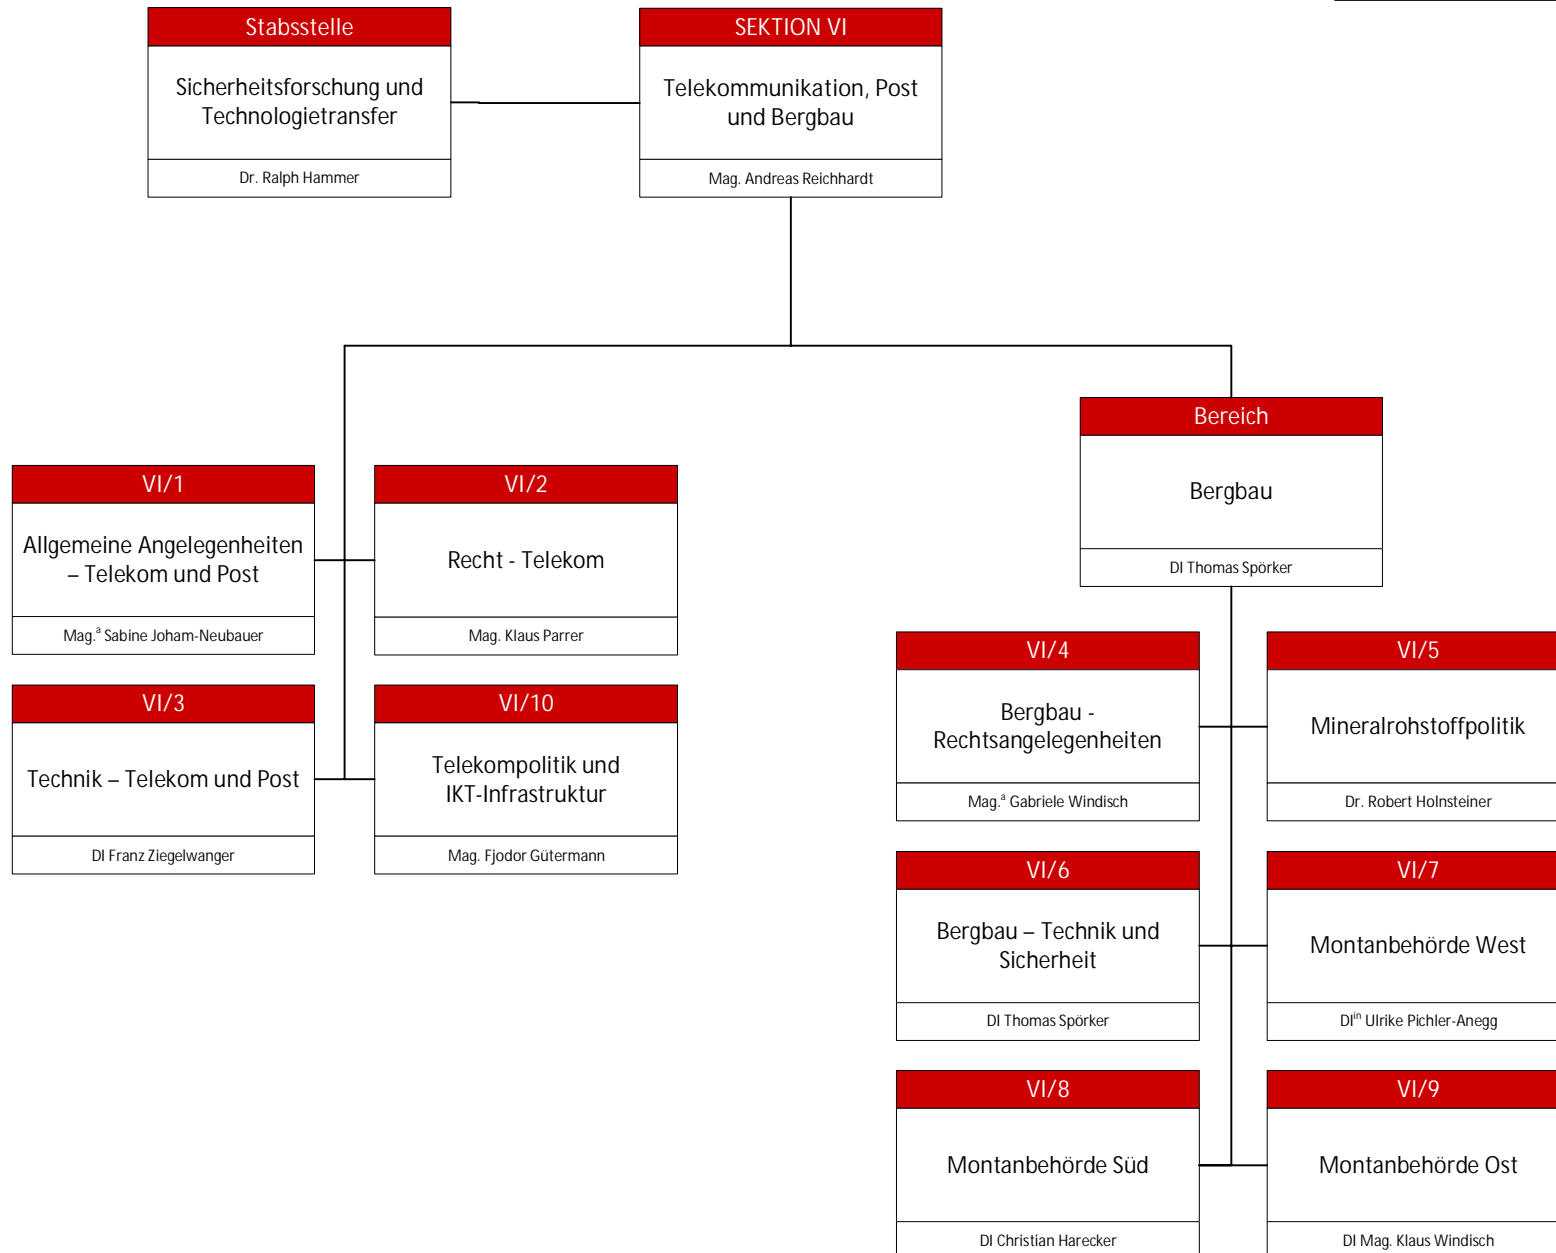 Stabsstelle
Sicherheitsforschung und
Technologietransfer
Dr. Ralph Hammer
SEKTION VI
Telekommunikation, Post
und Bergbau
Mag. Andreas Reichhardt
Bereich
Bergbau
DI Thomas Spörker
VI/1
Allgemeine Angelegenheiten
– Telekom und Post
Mag.ª Sabine Joham-Neubauer
VI/2
Recht - Telekom
Mag. Klaus Parrer
VI/3
Technik – Telekom und Post
DI Franz Ziegelwanger
VI/10
Telekompolitik und
IKT-Infrastruktur
Mag. Fjodor Gütermann
VI/4
Bergbau -
Rechtsangelegenheiten
Mag.ª Gabriele Windisch
VI/5
Mineralrohstoffpolitik
Dr. Robert Holnsteiner
VI/6
Bergbau – Technik und
Sicherheit
DI Thomas Spörker
VI/7
Montanbehörde West
DIⁱⁿ Ulrike Pichler-Anegg
VI/8
Montanbehörde Süd
DI Christian Harecker
VI/9
Montanbehörde Ost
DI Mag. Klaus Windisch